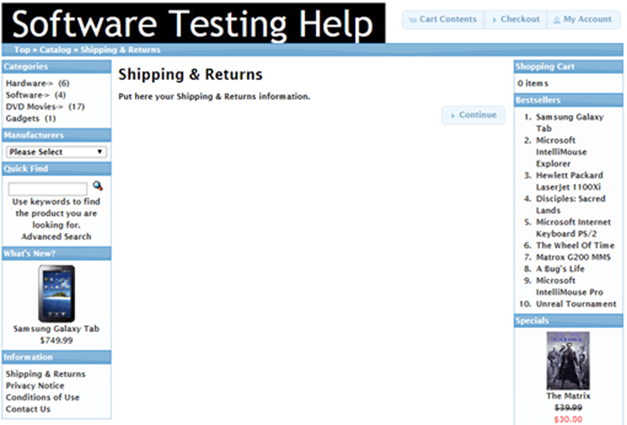 Software Testing Help
Cart Contents
Checkout
My Account
Top » Catalog » Shipping & Returns
Categories
Hardware-> (6)
Software-> (4)
DVD Movies-> (17)
Gadgets (1)
Manufacturers
Please Select
Quick Find
Use keywords to find
the product you are
looking for.
Advanced Search
What's New?
Samsung Galaxy Tab
$749.99
Information
Shipping & Returns
Privacy Notice
Conditions of Use
Contact Us
Shipping & Returns
Put here your Shipping & Returns information.
Continue
Shopping Cart
0 items
Bestsellers
1. Samsung Galaxy
Tab
2. Microsoft
IntelliMouse
Explorer
3. Hewlett Packard
LaserJet 1100Xi
4. Disciples: Sacred
Lands
5. Microsoft Internet
Keyboard PS/2
6. The Wheel Of Time
7. Matrox G200 MMS
8. A Bug's Life
9. Microsoft
IntelliMouse Pro
10. Unreal Tournament
Specials
The Matrix
$39.99
$30.00